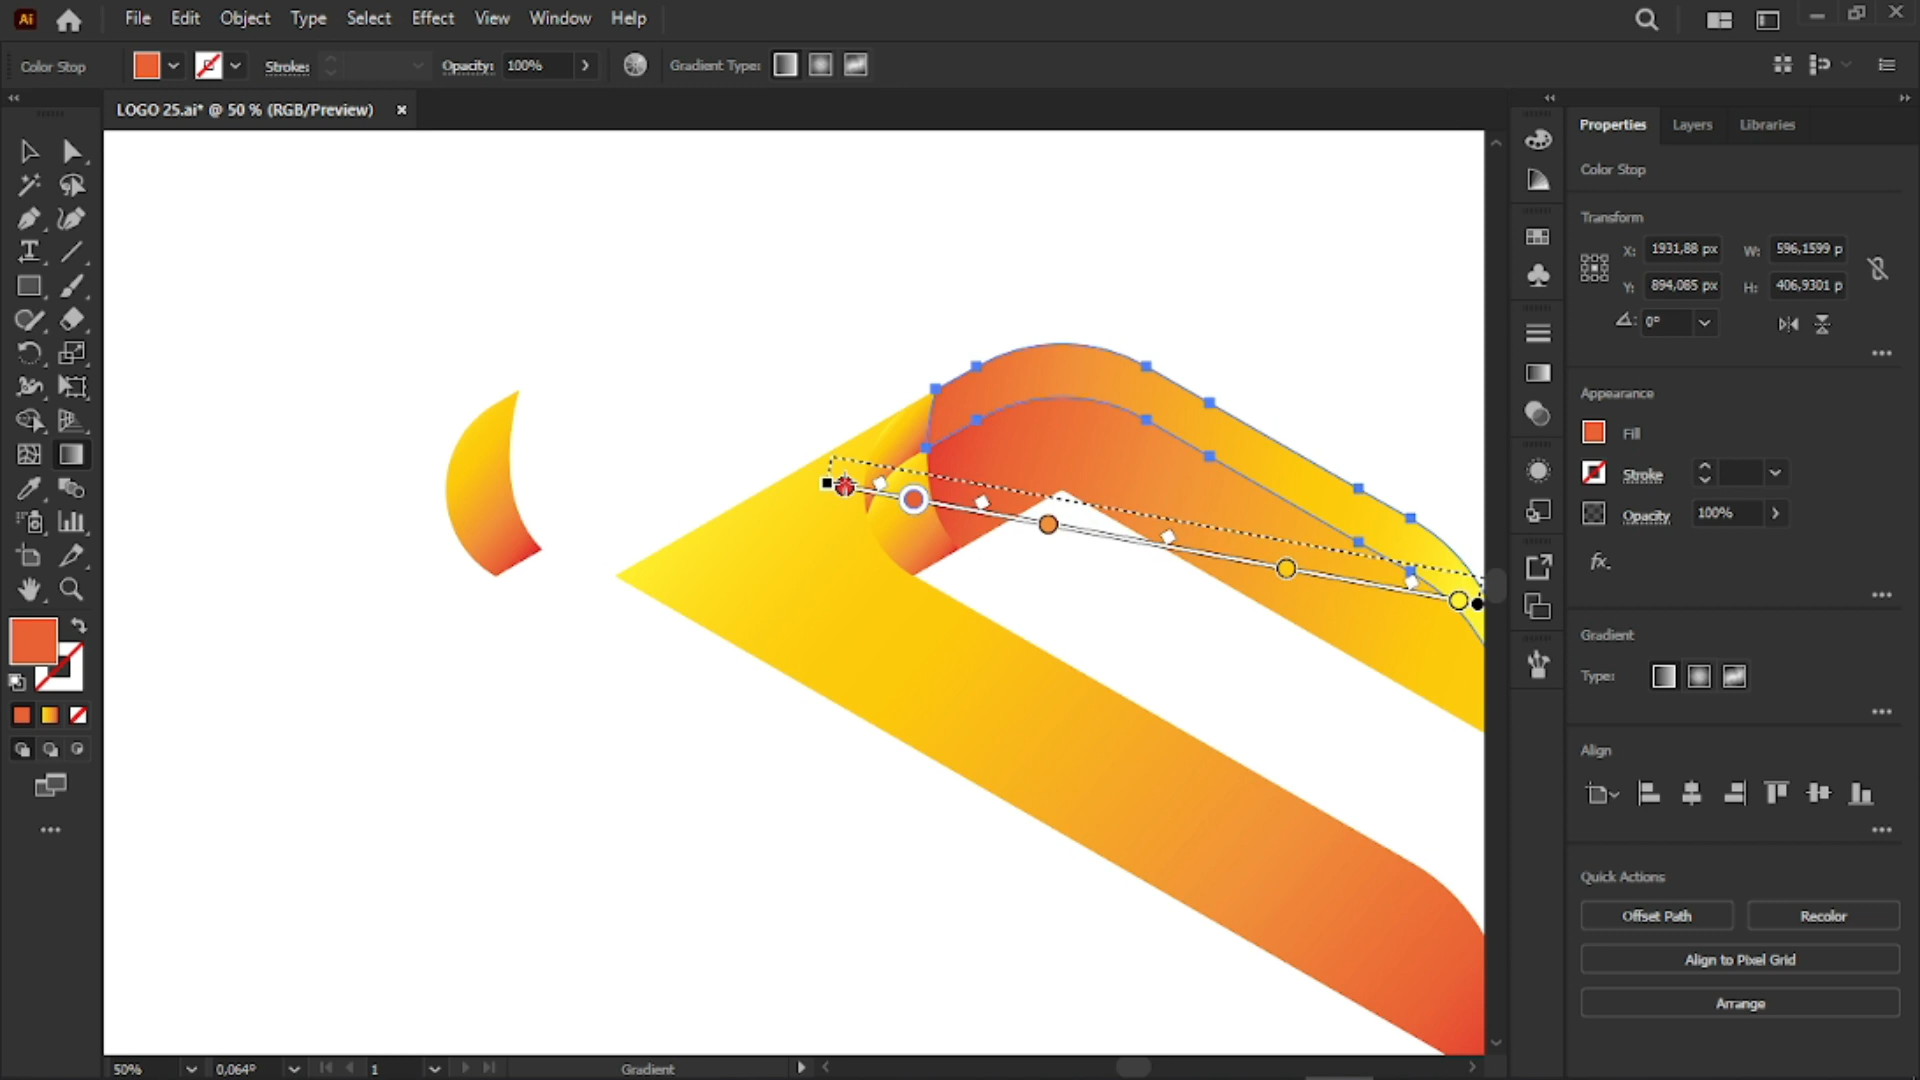 Ai File Edit Object Type Select Effect View Window Help
Color Stop Stroke: Opacity: 100% Gradient Type:
LOGO 25.ai* @ 50 % (RGB/Preview) ×
Properties Layers Libraries
Color Stop
Transform
X: 1931,88 px W: 596,1599 p
Y: 894,085 px H: 406,9301 p
0°
Appearance
Fill
Stroke
Opacity 100%
fx.
Gradient
Type:
Align
Quick Actions
Offset Path Recolor
Align to Pixel Grid
Arrange
50% 0,064° 1 Gradient